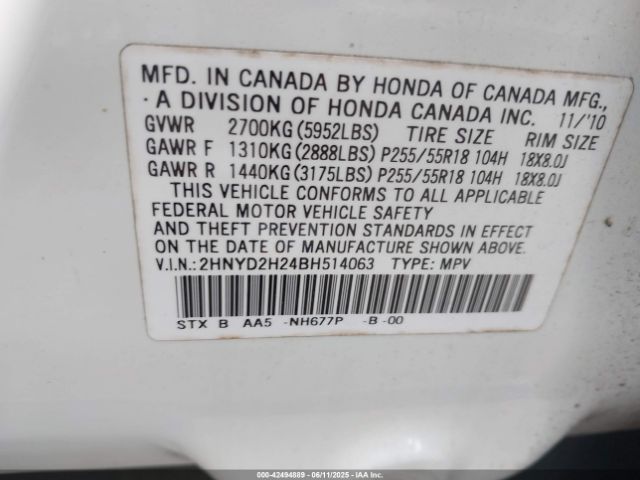 MFD. IN CANADA BY HONDA OF CANADA MFG.,
A DIVISION OF HONDA CANADA INC. 11/'10
GVWR 2700KG (5952LBS) TIRE SIZE RIM SIZE
GAWR F 1310KG (2888LBS) P255/55R18 104H 18X8.0J
GAWR R 1440KG (3175LBS) P255/55R18 104H 18X8.0J
THIS VEHICLE CONFORMS TO ALL APPLICABLE
FEDERAL MOTOR VEHICLE SAFETY
AND THEFT PREVENTION STANDARDS IN EFFECT
ON THE DATE OF MANUFACTURE SHOWN ABOVE.
V.I.N.: 2HNYD2H24BH514063 TYPE: MPV
STX B AA5 -NH677P -B-00
000-42494889 - 06/11/2025 - IAA Inc.